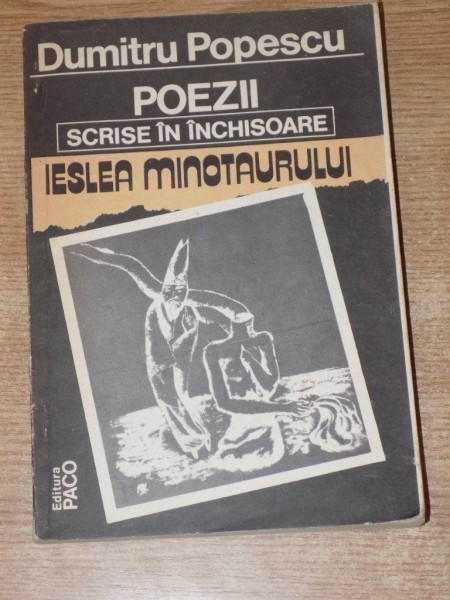 Dumitru Popescu
POEZII
SCRISE ÎN ÎNCHISOARE
IESLEA MINOTAURULUI
Editura
PACO